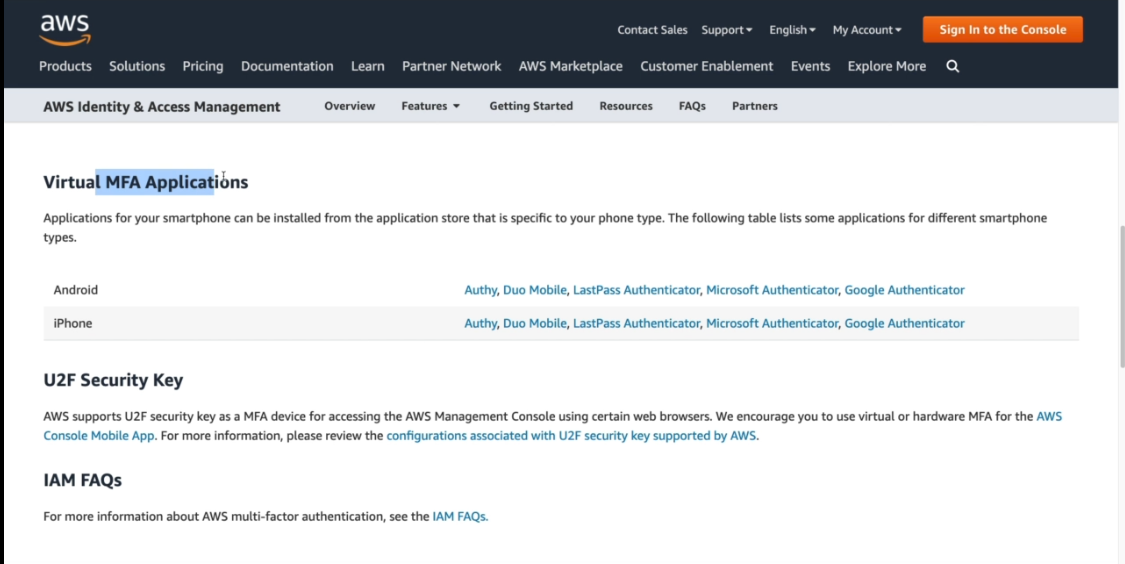 aws
Contact Sales Support English My Account Sign In to the Console
Products Solutions Pricing Documentation Learn Partner Network AWS Marketplace Customer Enablement Events Explore More
AWS Identity & Access Management Overview Features Getting Started Resources FAQs Partners
Virtual MFA Applications
Applications for your smartphone can be installed from the application store that is specific to your phone type. The following table lists some applications for different smartphone
types.
Android Authy, Duo Mobile, LastPass Authenticator, Microsoft Authenticator, Google Authenticator
iPhone Authy, Duo Mobile, LastPass Authenticator, Microsoft Authenticator, Google Authenticator
U2F Security Key
AWS supports U2F security key as a MFA device for accessing the AWS Management Console using certain web browsers. We encourage you to use virtual or hardware MFA for the AWS
Console Mobile App. For more information, please review the configurations associated with U2F security key supported by AWS.
IAM FAQs
For more information about AWS multi-factor authentication, see the IAM FAQs.